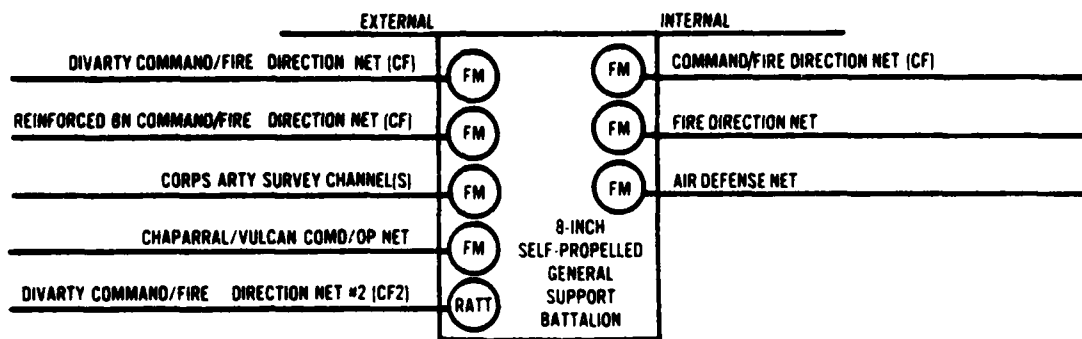 EXTERNAL INTERNAL
DIVARTY COMMAND/FIRE DIRECTION NET (CF) FM FM COMMAND/FIRE DIRECTION NET (CF)
REINFORCED BN COMMAND/FIRE DIRECTION NET (CF) FM FM FIRE DIRECTION NET
CORPS ARTY SURVEY CHANNEL(S) FM FM AIR DEFENSE NET
CHAPARRAL/VULCAN COMD/OP NET FM
DIVARTY COMMAND/FIRE DIRECTION NET #2 (CF2) RATT
8-INCH
SELF-PROPELLED
GENERAL
SUPPORT
BATTALION